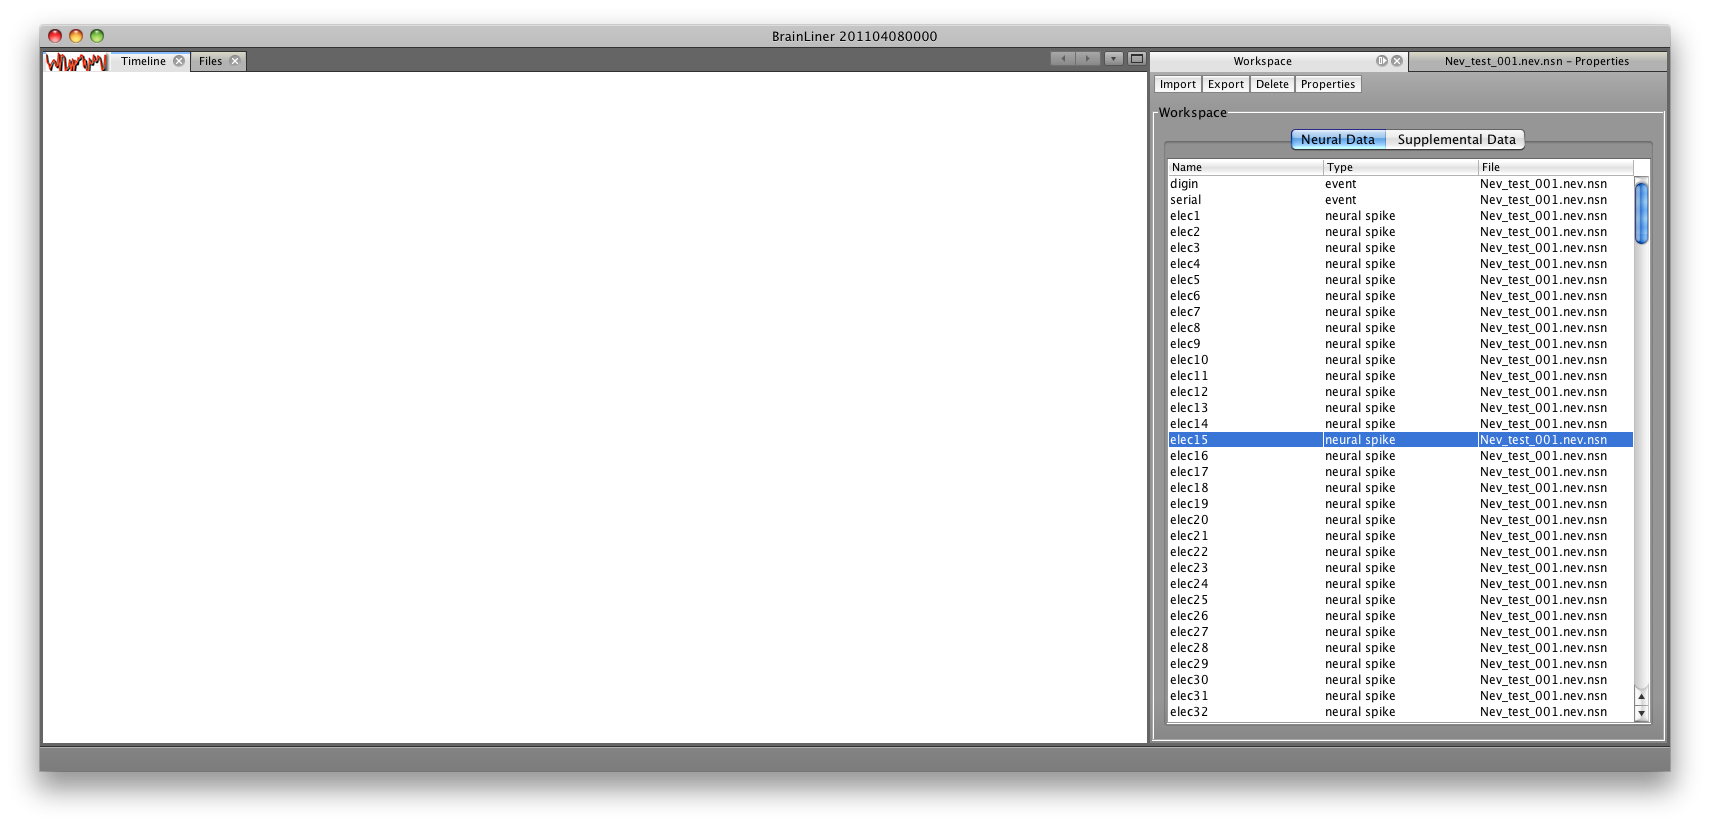 BrainLiner 201104080000
Timeline Files
Workspace Nev_test_001.nev.nsn – Properties
Import Export Delete Properties
Workspace
Neural Data Supplemental Data
Name Type File
digin event Nev_test_001.nev.nsn
serial event Nev_test_001.nev.nsn
elec1 neural spike Nev_test_001.nev.nsn
elec2 neural spike Nev_test_001.nev.nsn
elec3 neural spike Nev_test_001.nev.nsn
elec4 neural spike Nev_test_001.nev.nsn
elec5 neural spike Nev_test_001.nev.nsn
elec6 neural spike Nev_test_001.nev.nsn
elec7 neural spike Nev_test_001.nev.nsn
elec8 neural spike Nev_test_001.nev.nsn
elec9 neural spike Nev_test_001.nev.nsn
elec10 neural spike Nev_test_001.nev.nsn
elec11 neural spike Nev_test_001.nev.nsn
elec12 neural spike Nev_test_001.nev.nsn
elec13 neural spike Nev_test_001.nev.nsn
elec14 neural spike Nev_test_001.nev.nsn
elec15 neural spike Nev_test_001.nev.nsn
elec16 neural spike Nev_test_001.nev.nsn
elec17 neural spike Nev_test_001.nev.nsn
elec18 neural spike Nev_test_001.nev.nsn
elec19 neural spike Nev_test_001.nev.nsn
elec20 neural spike Nev_test_001.nev.nsn
elec21 neural spike Nev_test_001.nev.nsn
elec22 neural spike Nev_test_001.nev.nsn
elec23 neural spike Nev_test_001.nev.nsn
elec24 neural spike Nev_test_001.nev.nsn
elec25 neural spike Nev_test_001.nev.nsn
elec26 neural spike Nev_test_001.nev.nsn
elec27 neural spike Nev_test_001.nev.nsn
elec28 neural spike Nev_test_001.nev.nsn
elec29 neural spike Nev_test_001.nev.nsn
elec30 neural spike Nev_test_001.nev.nsn
elec31 neural spike Nev_test_001.nev.nsn
elec32 neural spike Nev_test_001.nev.nsn